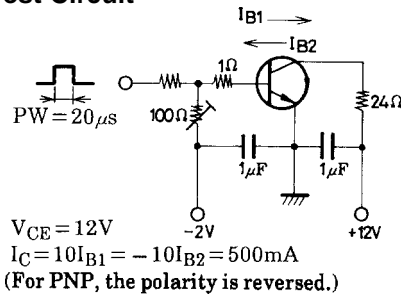 est Circuit
IB1
IB2
1Ω
PW=20μs
100Ω
24Ω
1μF
1μF
-2V
+12V
VCE=12V
IC=10IB1=-10IB2=500mA
(For PNP, the polarity is reversed.)